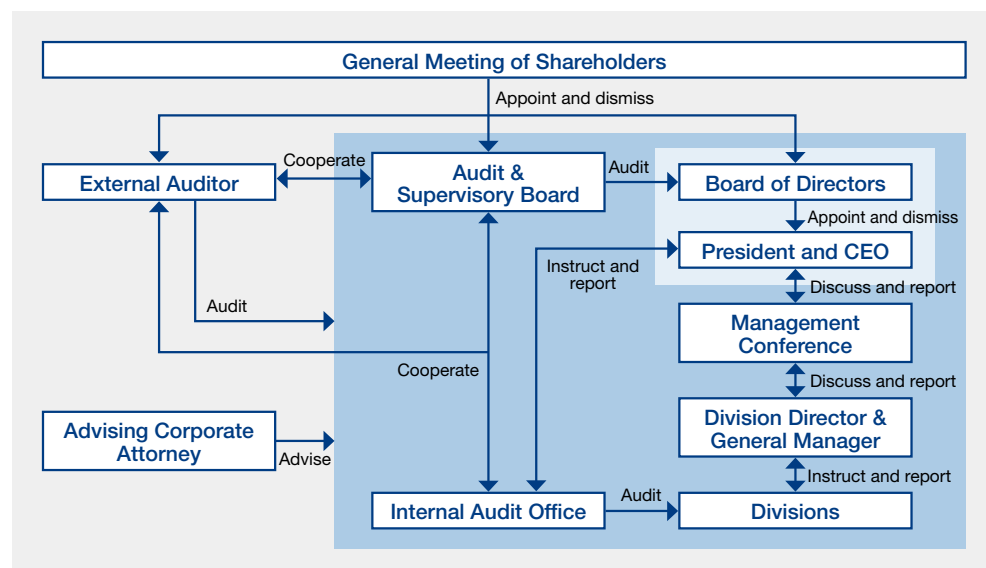 General Meeting of Shareholders
Appoint and dismiss
External Auditor
Cooperate
Audit &
Supervisory Board
Audit
Board of Directors
Appoint and dismiss
President and CEO
Instruct and
report
Discuss and report
Audit
Management
Conference
Cooperate
Discuss and report
Advising Corporate
Attorney
Advise
Division Director &
General Manager
Instruct and report
Internal Audit Office
Audit
Divisions